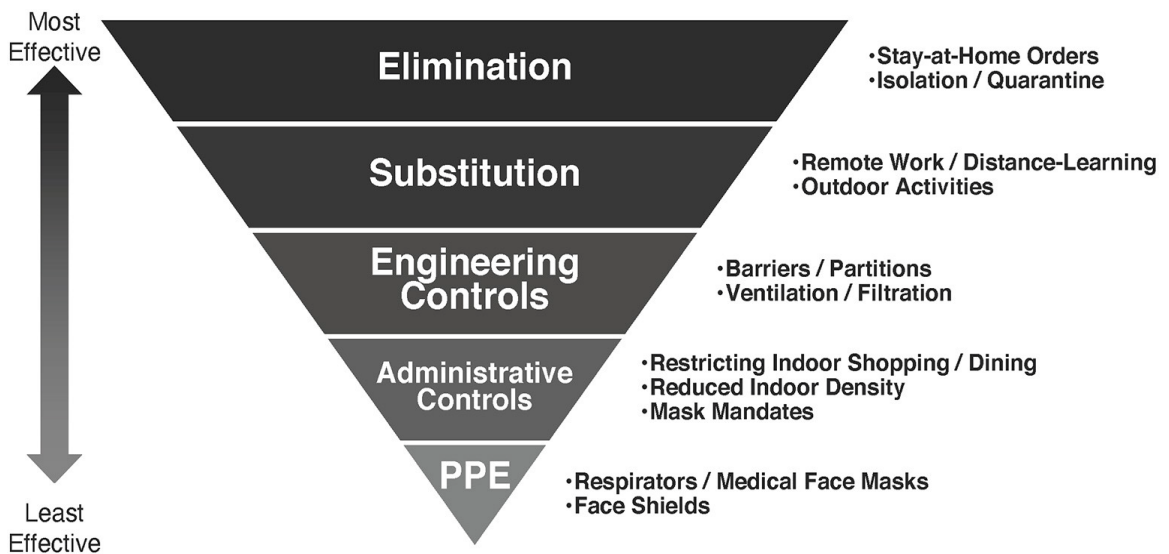 Most
Effective
Elimination
•Stay-at-Home Orders
•Isolation / Quarantine
Substitution
•Remote Work / Distance-Learning
•Outdoor Activities
Engineering
Controls
•Barriers / Partitions
•Ventilation / Filtration
Administrative
Controls
•Restricting Indoor Shopping / Dining
•Reduced Indoor Density
•Mask Mandates
PPE
•Respirators / Medical Face Masks
•Face Shields
Least
Effective